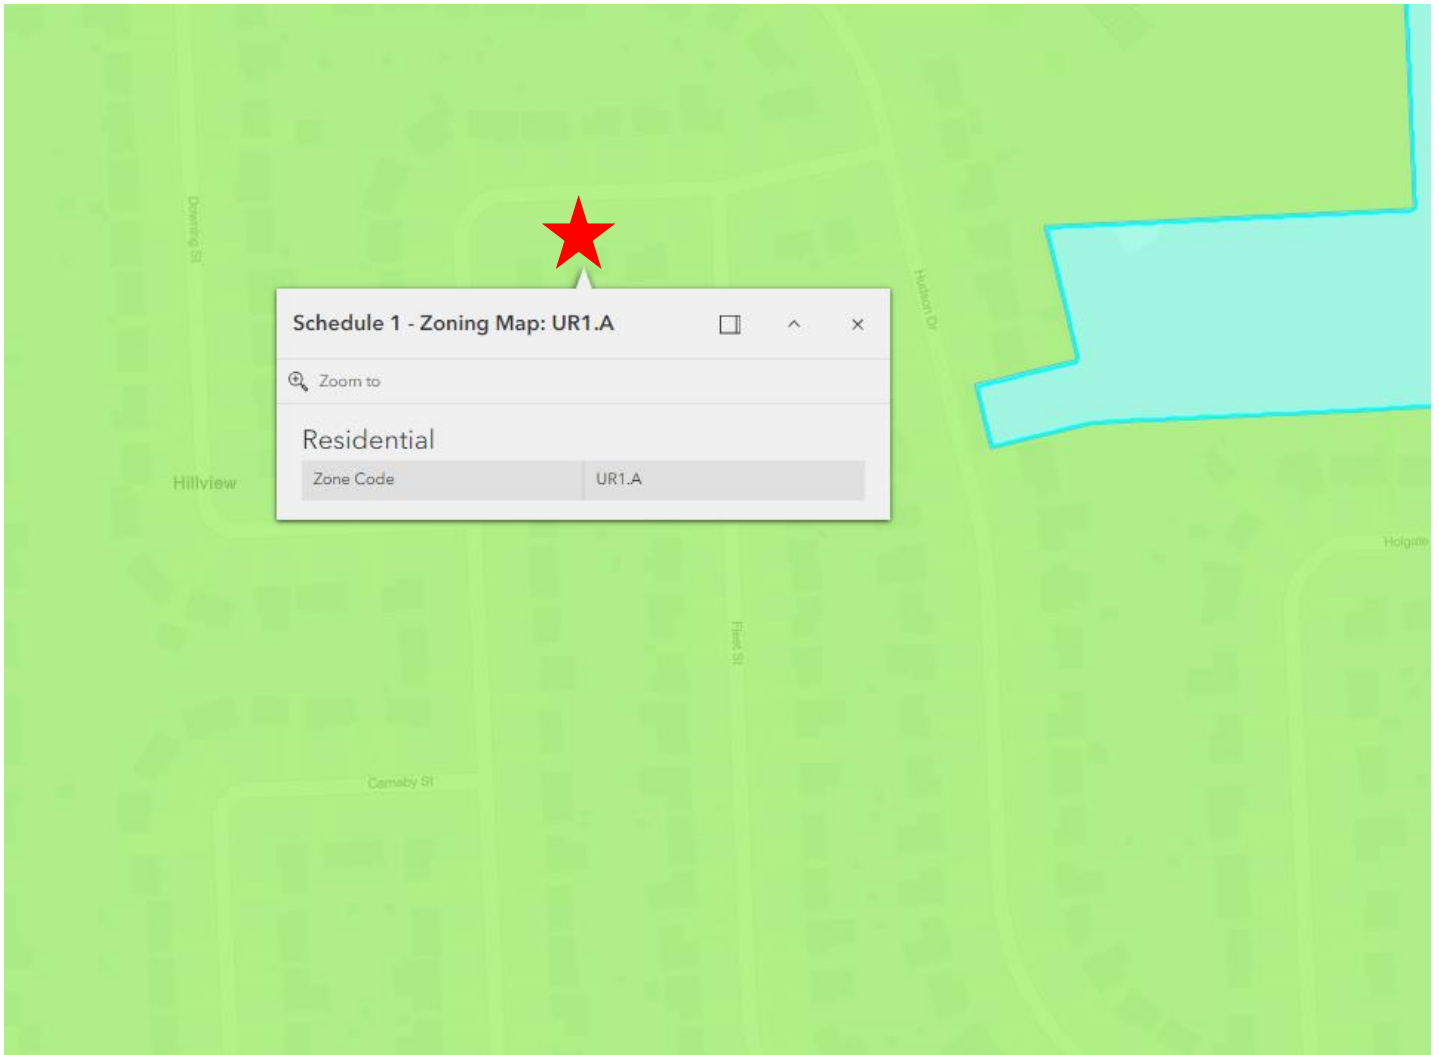 Downing St
Hudson Dr
Schedule 1 - Zoning Map: UR1.A
Zoom to
Residential
Zone Code UR1.A
Hillview
Holgate
Fleet St
Carnaby St